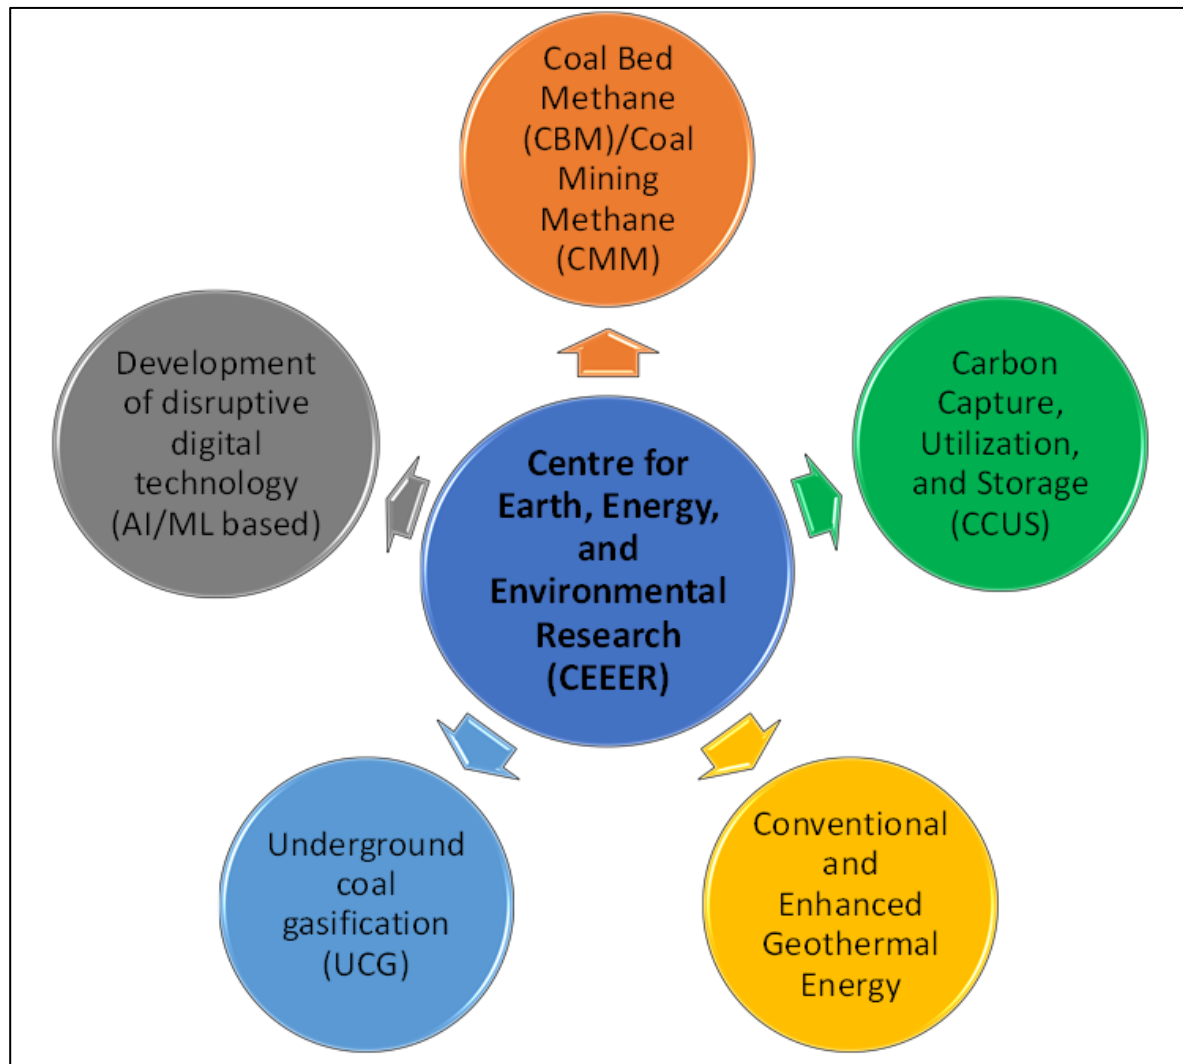 Coal Bed
Methane
(CBM)/Coal
Mining
Methane
(CMM)
Development
of disruptive
digital
technology
(AI/ML based)
Carbon
Capture,
Utilization,
and Storage
(CCUS)
Centre for
Earth, Energy,
and
Environmental
Research
(CEEER)
Underground
coal
gasification
(UCG)
Conventional
and
Enhanced
Geothermal
Energy